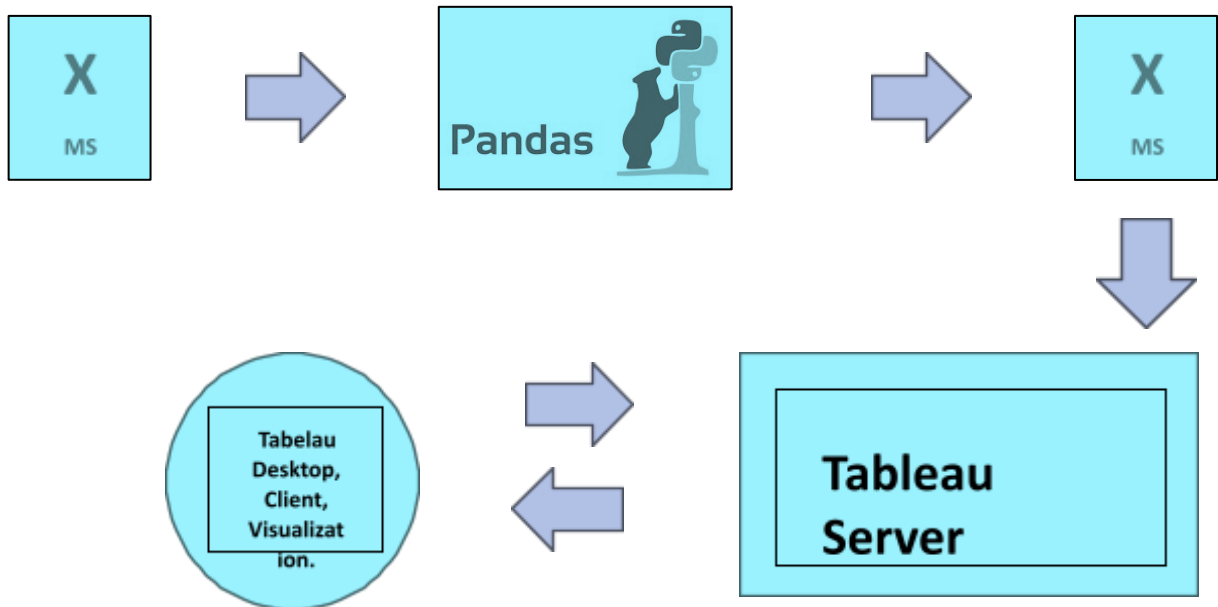 X
MS
Pandas
X
MS
Tabelau
Desktop,
Client,
Visualizat
ion.
Tableau
Server